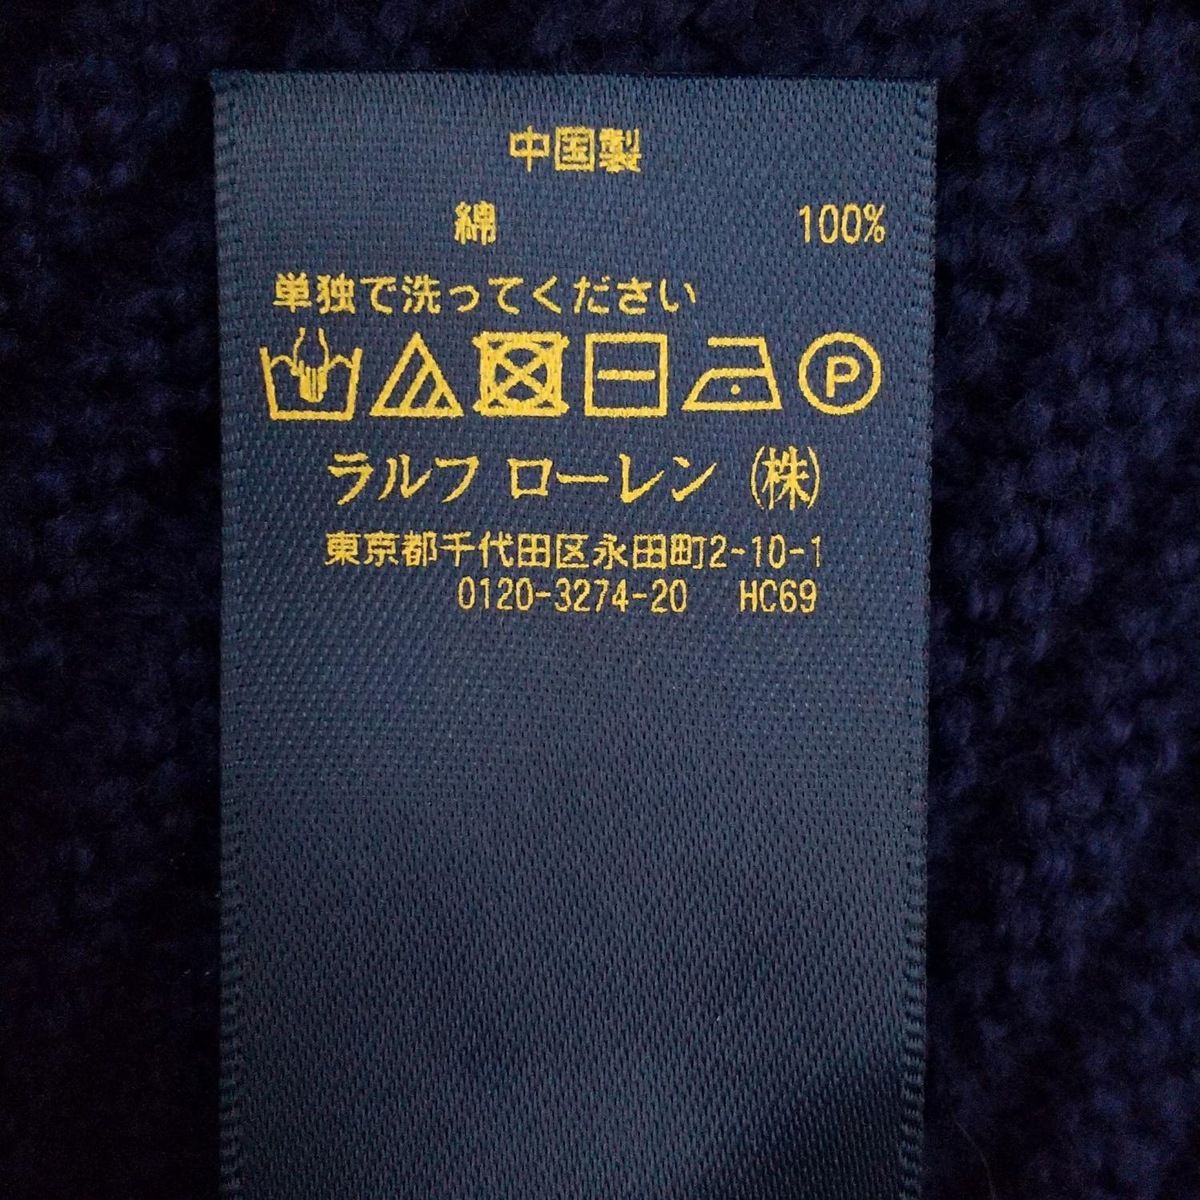 中国製
綿 100%
単独で洗ってください
P
ラルフ ローレン (株)
東京都千代田区永田町2-10-1
0120-3274-20 HC69